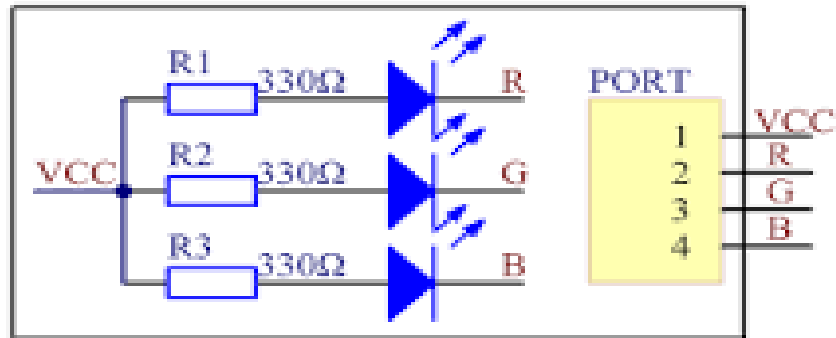 R1 330Ω R
R2 330Ω G
VCC
R3 330Ω B
PORT
1 VCC
2 R
3 G
4 B